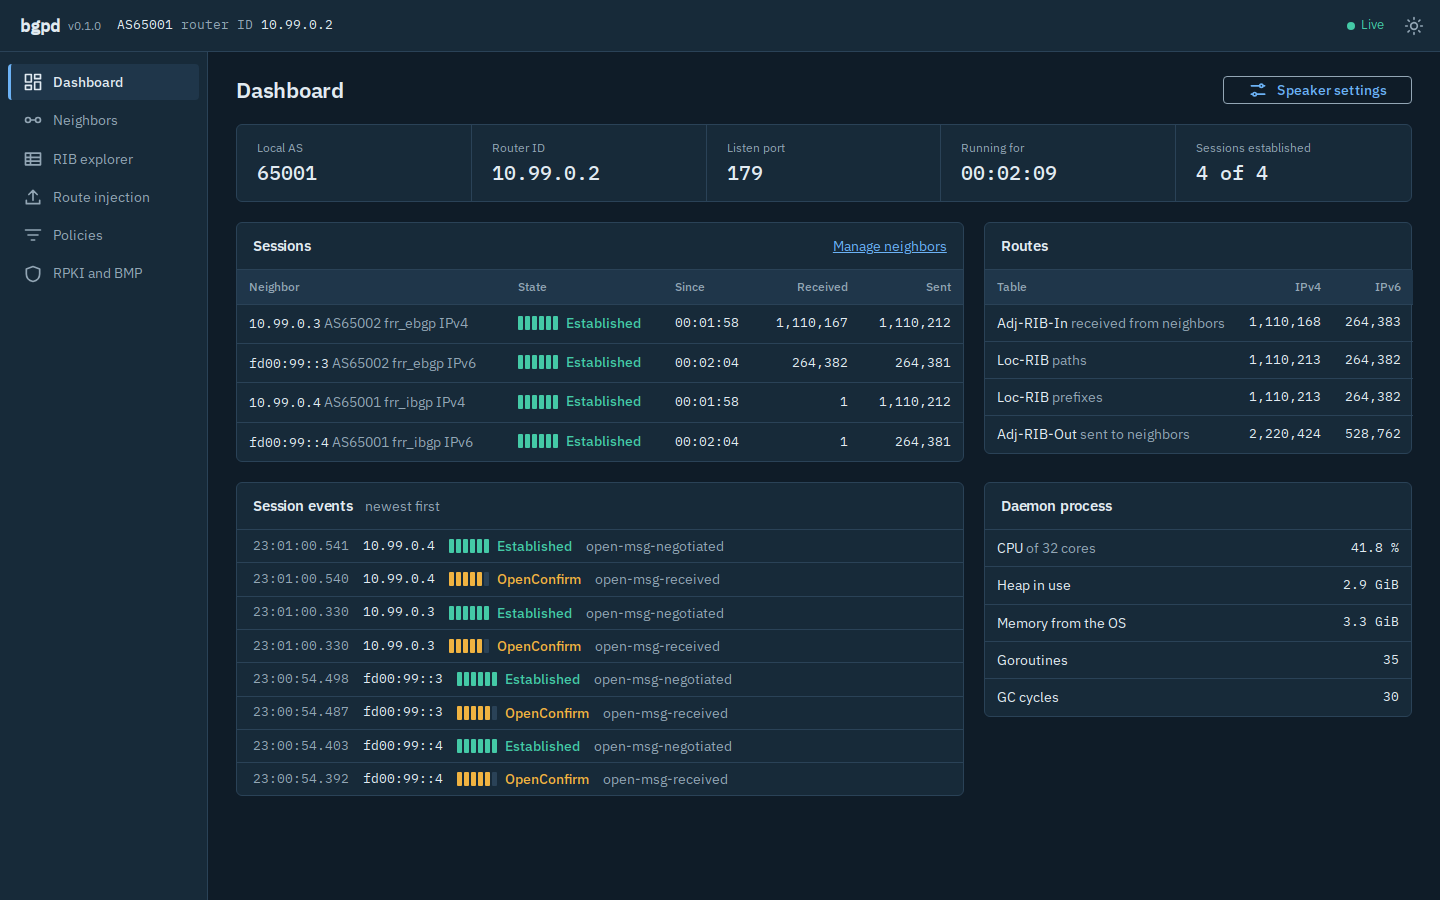 bgpd v0.1.0 AS65001 router ID 10.99.0.2
Live
Dashboard
Neighbors
RIB explorer
Route injection
Policies
RPKI and BMP
Dashboard
Speaker settings
Local AS
65001
Router ID
10.99.0.2
Listen port
179
Running for
00:02:09
Sessions established
4 of 4
Sessions
Manage neighbors
Neighbor State Since Received Sent
10.99.0.3 AS65002 frr_ebgp IPv4 Established 00:01:58 1,110,167 1,110,212
fd00:99::3 AS65002 frr_ebgp IPv6 Established 00:02:04 264,382 264,381
10.99.0.4 AS65001 frr_ibgp IPv4 Established 00:01:58 1 1,110,212
fd00:99::4 AS65001 frr_ibgp IPv6 Established 00:02:04 1 264,381
Routes
Table IPv4 IPv6
Adj-RIB-In received from neighbors 1,110,168 264,383
Loc-RIB paths 1,110,213 264,382
Loc-RIB prefixes 1,110,213 264,382
Adj-RIB-Out sent to neighbors 2,220,424 528,762
Session events newest first
23:01:00.541 10.99.0.4 Established open-msg-negotiated
23:01:00.540 10.99.0.4 OpenConfirm open-msg-received
23:01:00.330 10.99.0.3 Established open-msg-negotiated
23:01:00.330 10.99.0.3 OpenConfirm open-msg-received
23:00:54.498 fd00:99::3 Established open-msg-negotiated
23:00:54.487 fd00:99::3 OpenConfirm open-msg-received
23:00:54.403 fd00:99::4 Established open-msg-negotiated
23:00:54.392 fd00:99::4 OpenConfirm open-msg-received
Daemon process
CPU of 32 cores 41.8 %
Heap in use 2.9 GiB
Memory from the OS 3.3 GiB
Goroutines 35
GC cycles 30